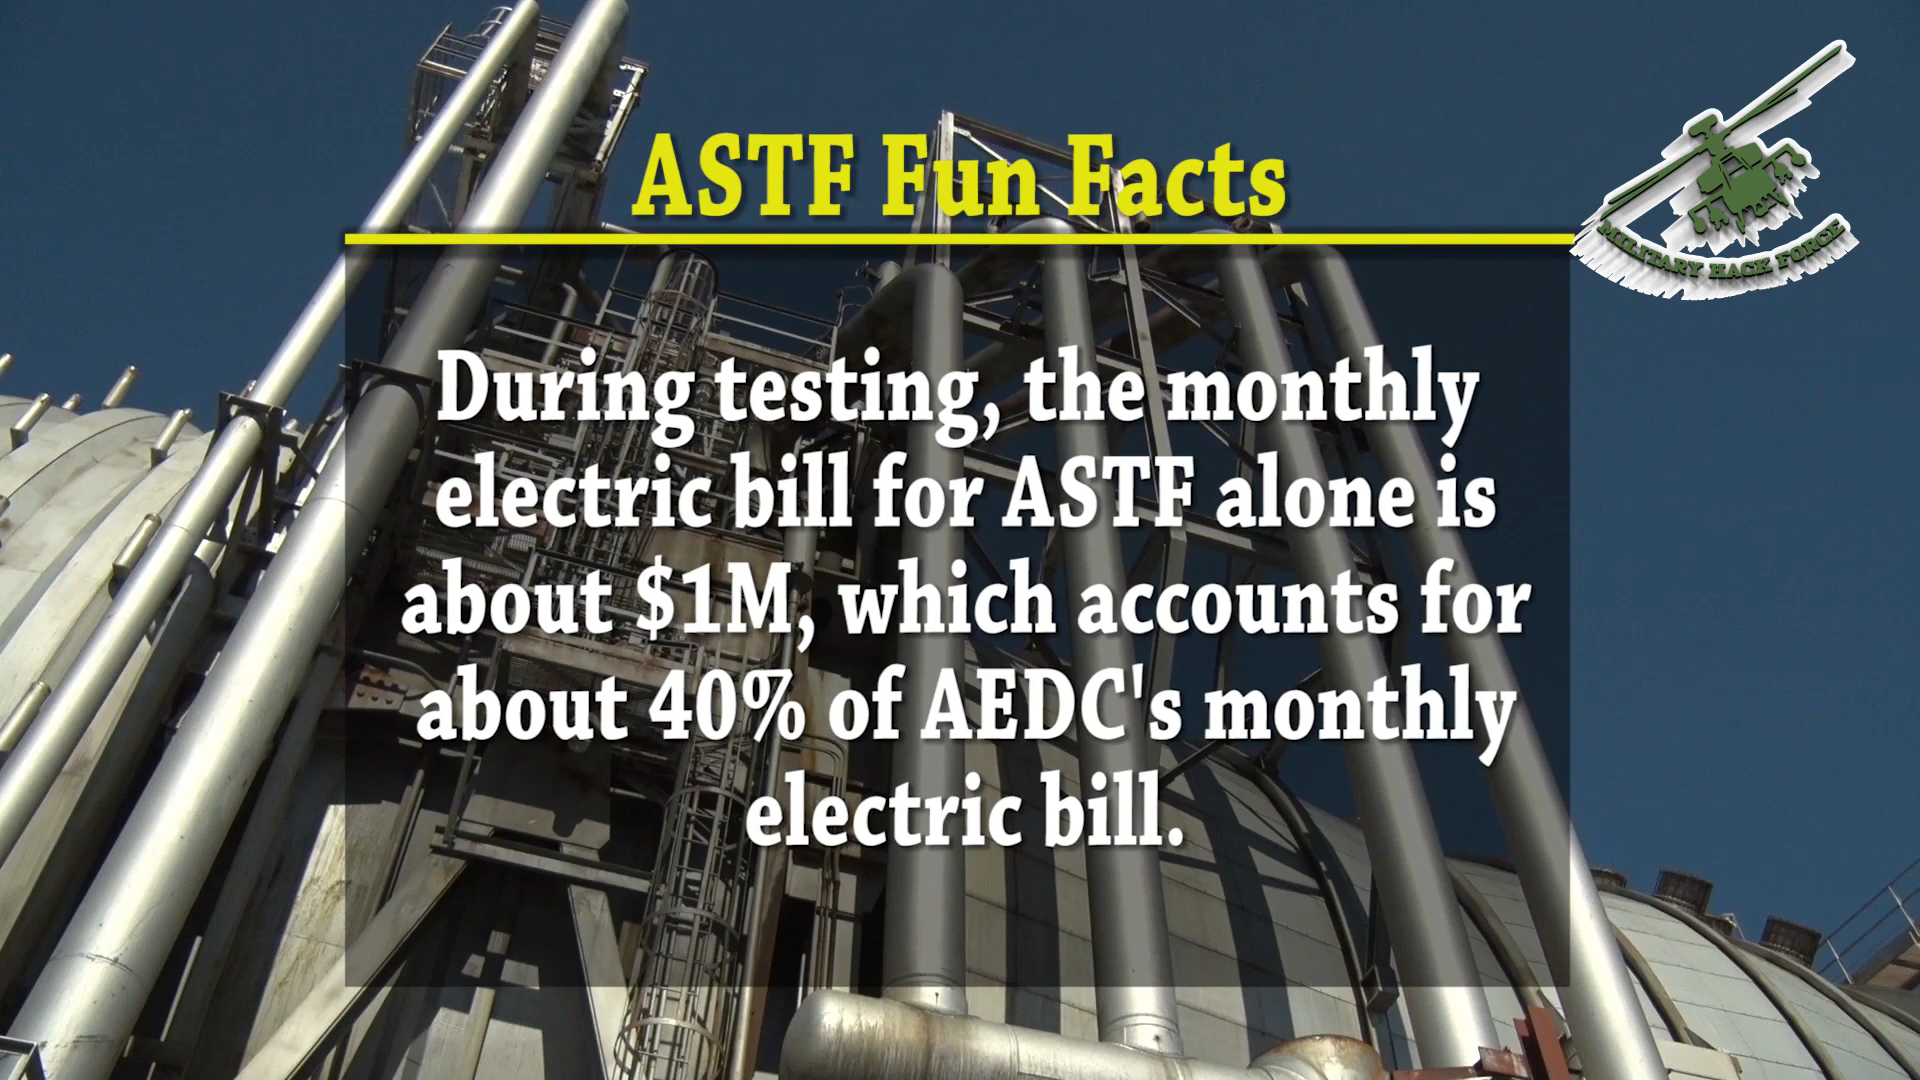 ASTF Fun Facts
MILITARY HACK FORCE
During testing, the monthly
electric bill for ASTF alone is
about $1M, which accounts for
about 40% of AEDC's monthly
electric bill.